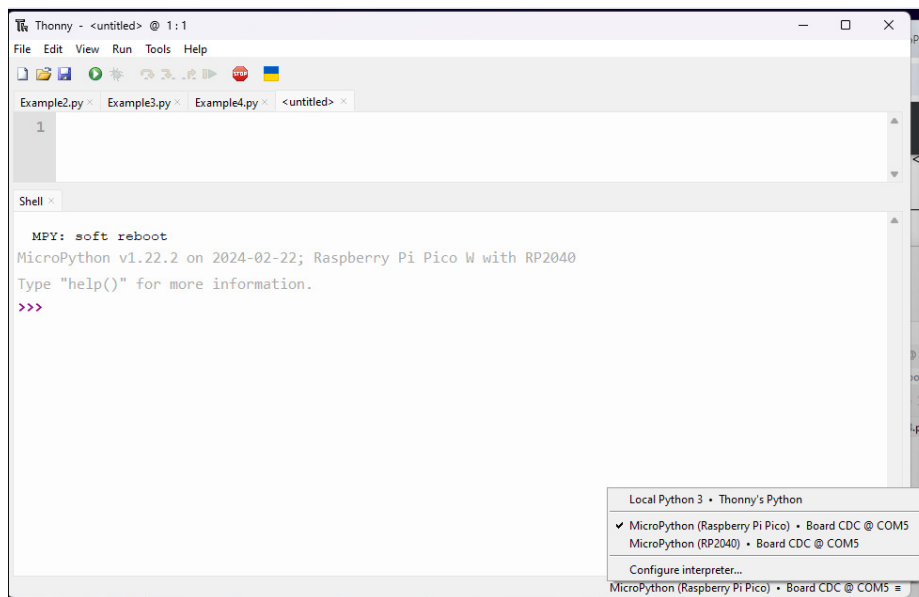 Thonny - <untitled> @ 1:1
File Edit View Run Tools Help
STOP
Example2.py × Example3.py × Example4.py × <untitled> ×
1
Shell ×
MPY: soft reboot
MicroPython v1.22.2 on 2024-02-22; Raspberry Pi Pico W with RP2040
Type "help()" for more information.
>>>
Local Python 3 • Thonny's Python
✓ MicroPython (Raspberry Pi Pico) • Board CDC @ COM5
MicroPython (RP2040) • Board CDC @ COM5
Configure interpreter...
MicroPython (Raspberry Pi Pico) • Board CDC @ COM5 ≡